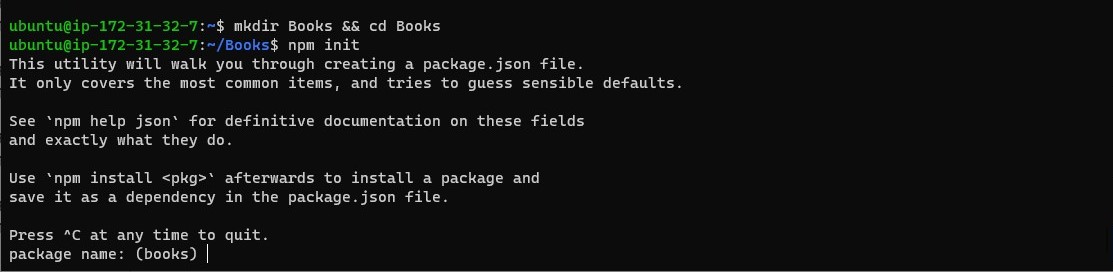 ubuntu@ip-172-31-32-7:~$ mkdir Books && cd Books
ubuntu@ip-172-31-32-7:~/Books$ npm init
This utility will walk you through creating a package.json file.
It only covers the most common items, and tries to guess sensible defaults.
See `npm help json` for definitive documentation on these fields
and exactly what they do.
Use `npm install <pkg>` afterwards to install a package and
save it as a dependency in the package.json file.
Press ^C at any time to quit.
package name: (books)